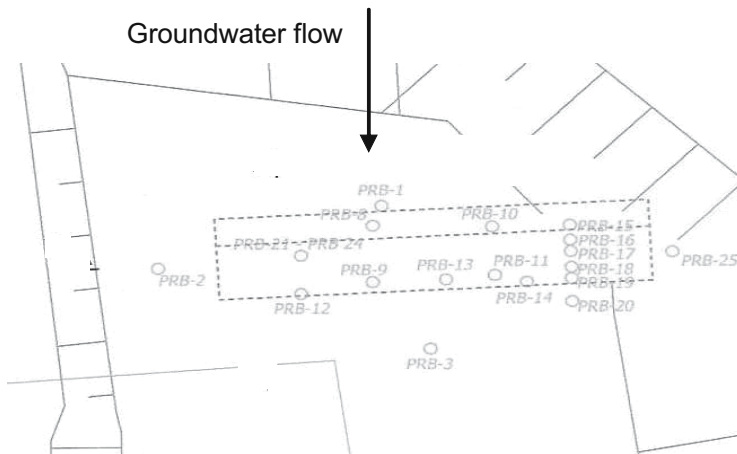 Groundwater flow
PRB-1
PRB-8
PRB-10
PRB-15
PRB-16
PRB-21 - PRB-24
PRB-17
PRB-25
PRB-2
PRB-13
PRB-11
PRB-18
PRB-9
PRB-19
PRB-12
PRB-14
PRB-20
PRB-3